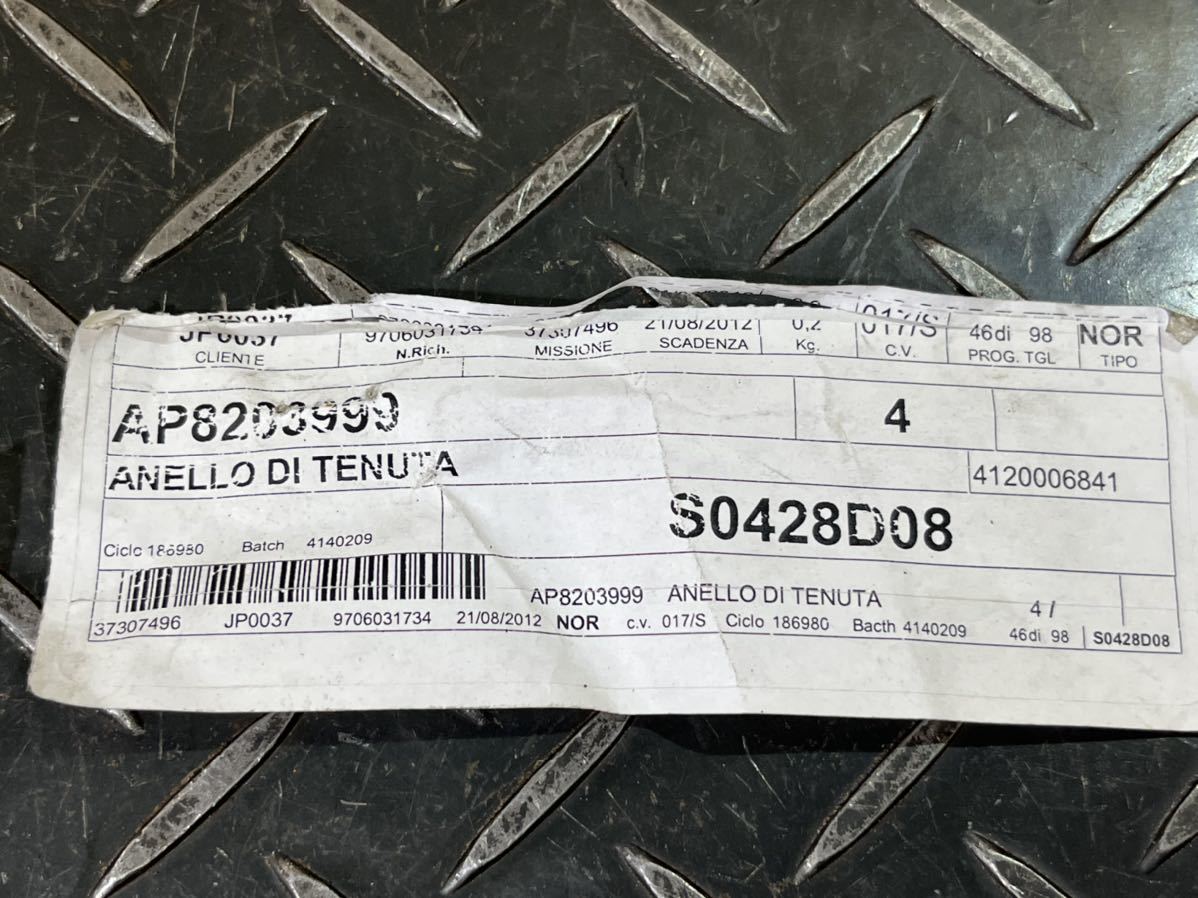 JP0037 9706031734 37307496 21/08/2012 0,2 017/S 46di 98 NOR
CLIENTE N.Rich. MISSIONE SCADENZA Kg. C.V. PROG. TGL TIPO
AP8203999 4
ANELLO DI TENUTA 4120006841
S0428D08
Ciclo 186980 Batch 4140209
AP8203999 ANELLO DI TENUTA 4 /
37307496 JP0037 9706031734 21/08/2012 NOR c.v. 017/S Ciclo 186980 Bacth 4140209 46di 98 S0428D08